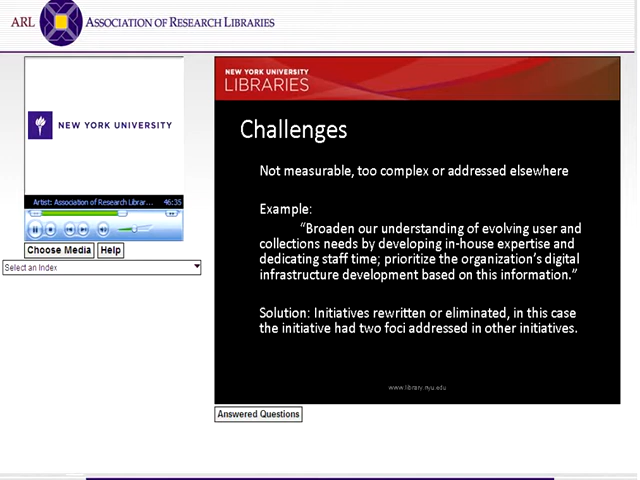 ARL ASSOCIATION OF RESEARCH LIBRARIES
NEW YORK UNIVERSITY
Artist: Association of Research Librar... 46:35
Choose Media Help
Select an Index
NEW YORK UNIVERSITY
LIBRARIES
Challenges
Not measurable, too complex or addressed elsewhere
Example:
“Broaden our understanding of evolving user and
collections needs by developing in-house expertise and
dedicating staff time; prioritize the organization’s digital
infrastructure development based on this information.”
Solution: Initiatives rewritten or eliminated, in this case
the initiative had two foci addressed in other initiatives.
www.library.nyu.edu
Answered Questions